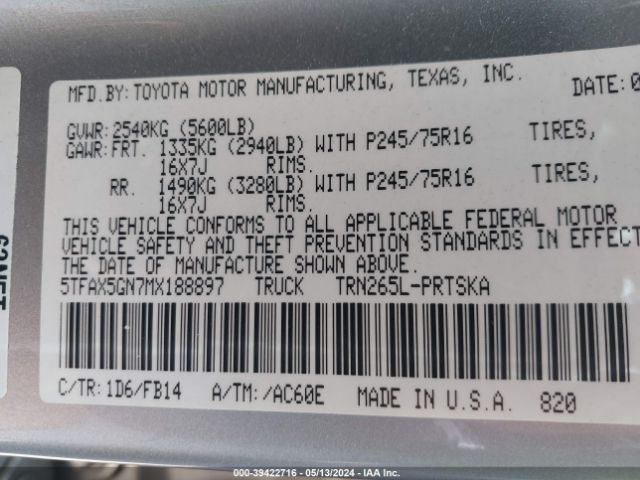 MFD.BY: TOYOTA MOTOR MANUFACTURING, TEXAS, INC.
DATE: 0
GVWR: 2540KG (5600LB)
GAWR: FRT. 1335KG (2940LB) WITH P245/75R16 TIRES,
16X7J RIMS.
RR. 1490KG (3280LB) WITH P245/75R16 TIRES,
16X7J RIMS.
THIS VEHICLE CONFORMS TO ALL APPLICABLE FEDERAL MOTOR
VEHICLE SAFETY AND THEFT PREVENTION STANDARDS IN EFFECT
THE DATE OF MANUFACTURE SHOWN ABOVE.
5TFAX5GN7MX188897 TRUCK TRN265L-PRTSKA
C/TR: 1D6/FB14 A/TM: /AC60E MADE IN U.S.A. 820
000-39422716 - 05/13/2024 - IAA Inc.